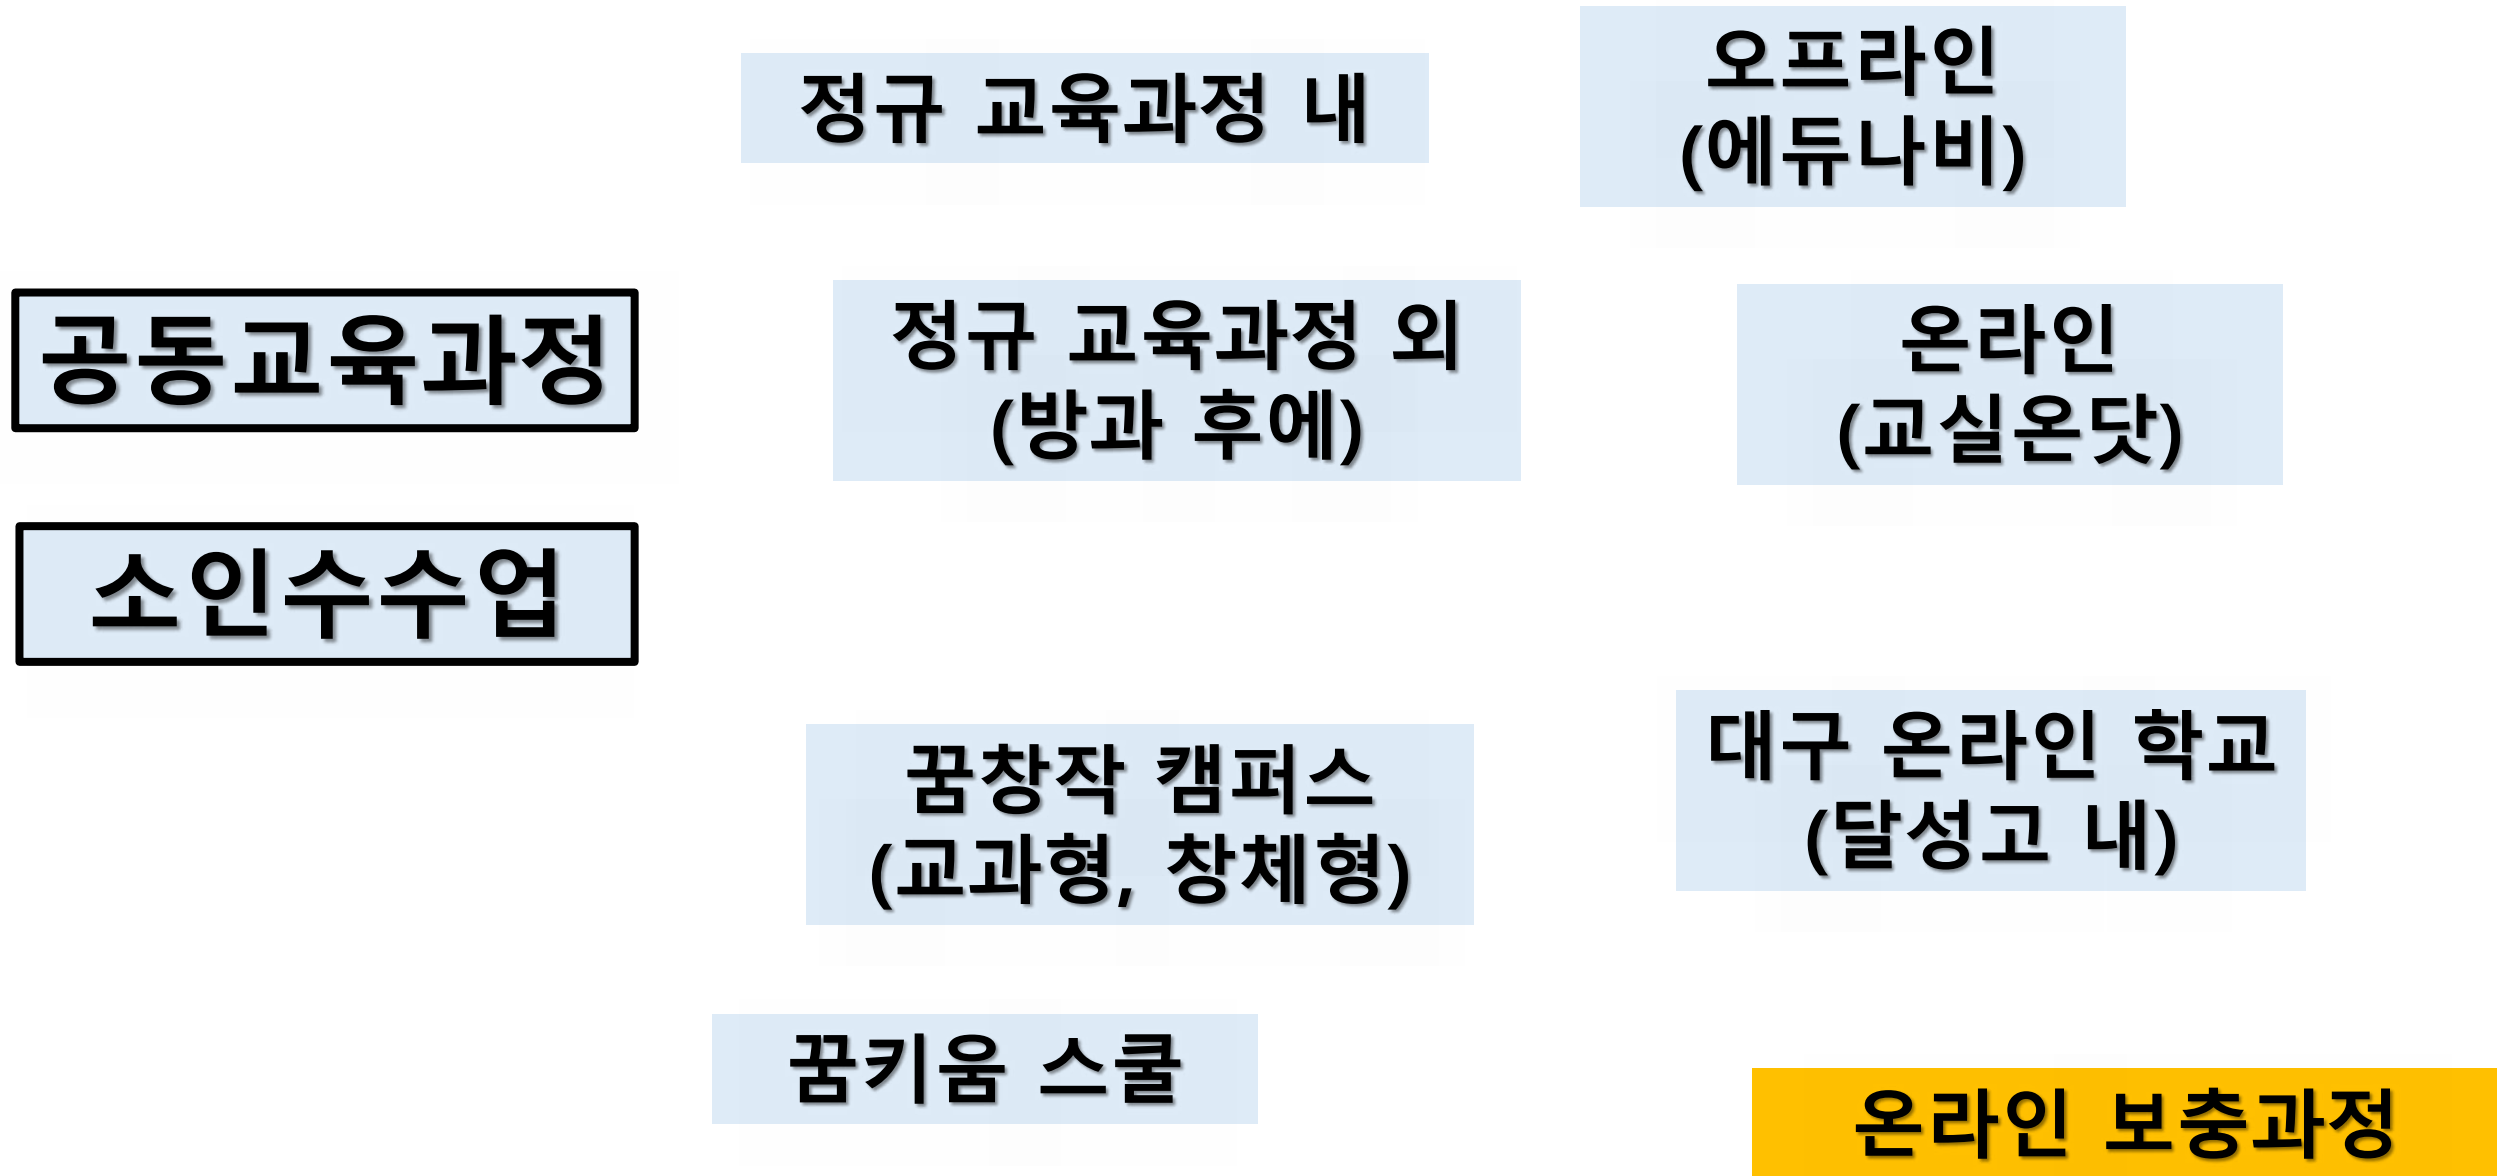 정규 교육과정 내
오프라인
(에듀나비)
공동교육과정
정규 교육과정 외
(방과 후에)
온라인
(교실온닷)
소인수수업
꿈창작 캠퍼스
(교과형, 창체형)
대구 온라인 학교
(달성고 내)
꿈키움 스쿨
온라인 보충과정